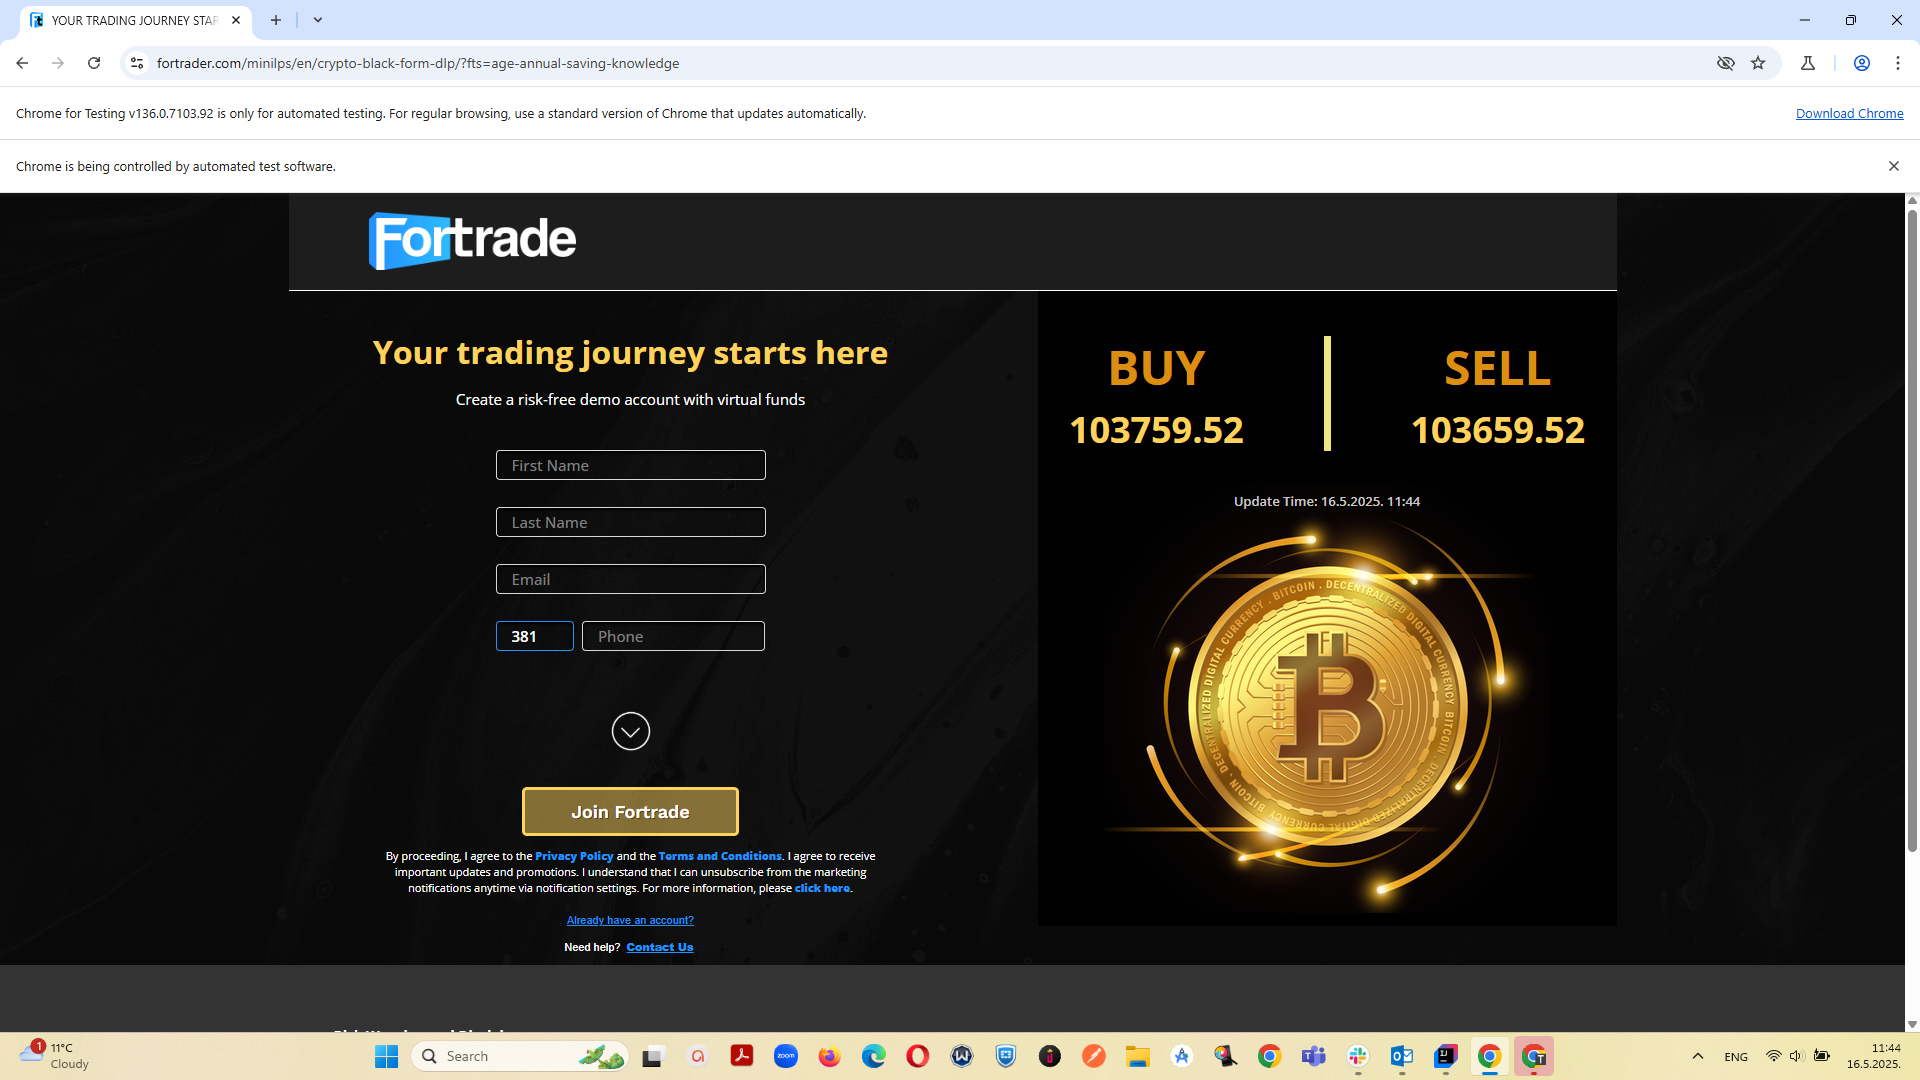 YOUR TRADING JOURNEY STAR
fortrader.com/minilps/en/crypto-black-form-dlp/?fts=age-annual-saving-knowledge
Chrome for Testing v136.0.7103.92 is only for automated testing. For regular browsing, use a standard version of Chrome that updates automatically.
Download Chrome
Chrome is being controlled by automated test software.
Fortrade
Your trading journey starts here
Create a risk-free demo account with virtual funds
First Name
Last Name
Email
381
Phone
Join Fortrade
By proceeding, I agree to the Privacy Policy and the Terms and Conditions. I agree to receive
important updates and promotions. I understand that I can unsubscribe from the marketing
notifications anytime via notification settings. For more information, please click here.
Already have an account?
Need help? Contact Us
BUY
103759.52
SELL
103659.52
Update Time: 16.5.2025. 11:44
BITCOIN . DECENTRALIZED DIGITAL CURRENCY
BITCOIN . DECENTRALIZED DIGITAL CURRENCY
BITCOIN . DECENTRALIZED DIGITAL CURRENCY
1
11°C
Cloudy
Search
zoom
ENG
11:44
16.5.2025.